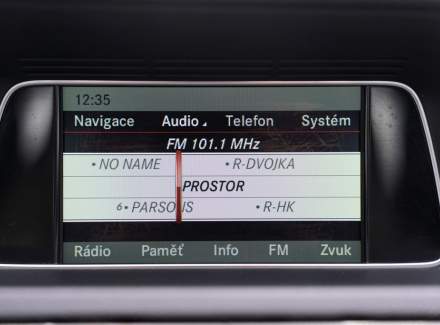 12:35
Navigace Audio Telefon Systém
FM 101.1 MHz
•NO NAME •R-DVOJKA
PROSTOR
6•PARSONS •R-HK
Rádio Paměť Info FM Zvuk